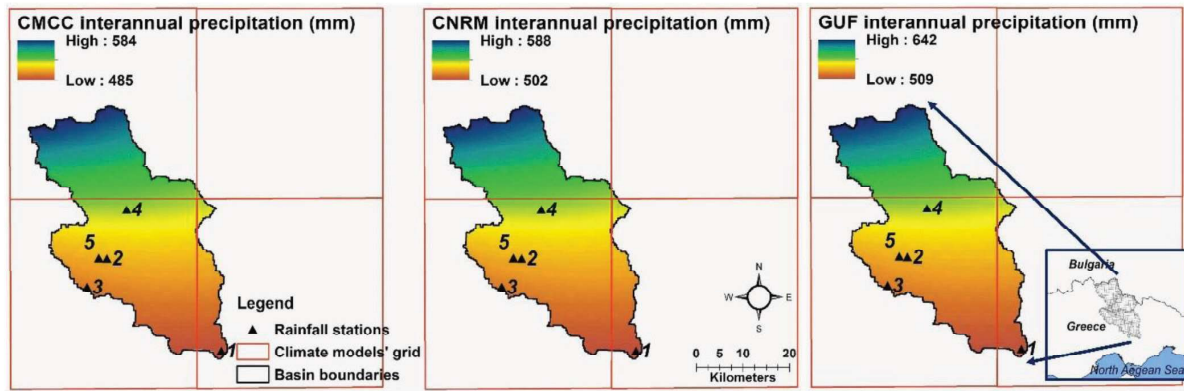 CMCC interannual precipitation (mm)
High : 584
Low : 485
4
5
2
3
1
Legend
Rainfall stations
Climate models' grid
Basin boundaries
CNRM interannual precipitation (mm)
High : 588
Low : 502
4
5
2
3
1
N
W
E
S
0 5 10 20
Kilometers
GUF interannual precipitation (mm)
High : 642
Low : 509
4
5
2
3
1
Bulgaria
Greece
North Aegean Sea